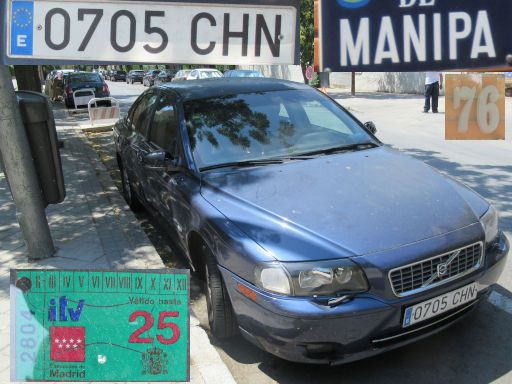 E 0705 CHN
DE
MANIPA
76
0705 CHN
II III IV V VI VII VIII IX X XI XII
itv
Válido hasta
25
2804
Comunidad de
Madrid